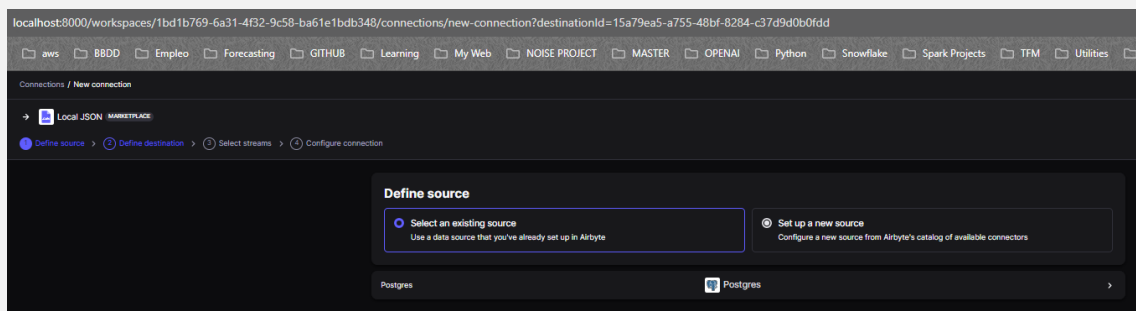 localhost:8000/workspaces/1bd1b769-6a31-4f32-9c58-ba61e1bdb348/connections/new-connection?destinationId=15a79ea5-a755-48bf-8284-c37d9d0b0fdd
aws BBDD Empleo Forecasting GITHUB Learning My Web NOISE PROJECT MASTER OPENAI Python Snowflake Spark Projects TFM Utilities
Connections / New connection
Local JSON MARKETPLACE
1 Define source > 2 Define destination > 3 Select streams > 4 Configure connection
Define source
Select an existing source Set up a new source
Use a data source that you've already set up in Airbyte Configure a new source from Airbyte's catalog of available connectors
Postgres Postgres